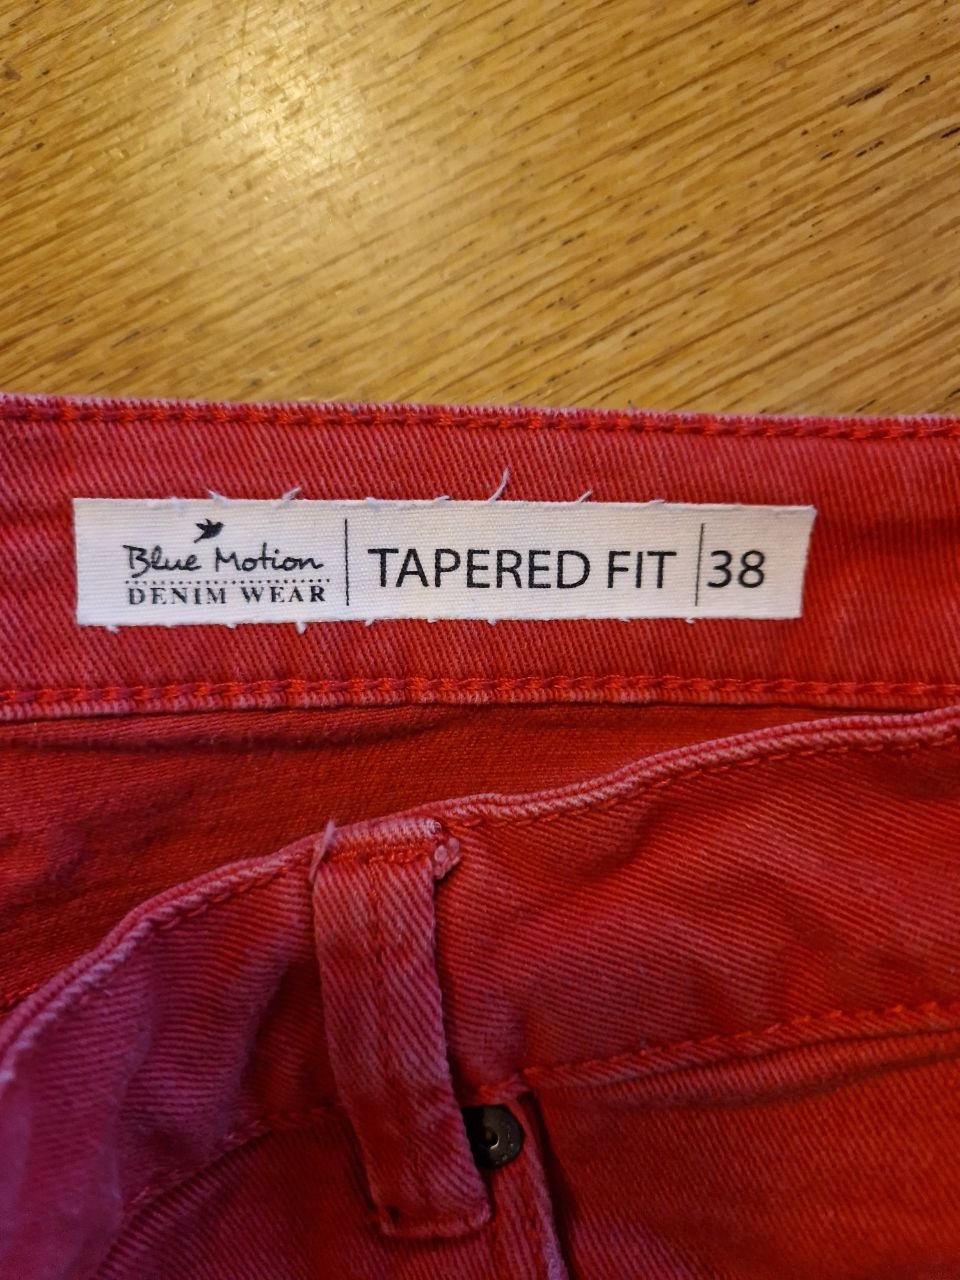 Blue Motion
DENIM WEAR
TAPERED FIT
38